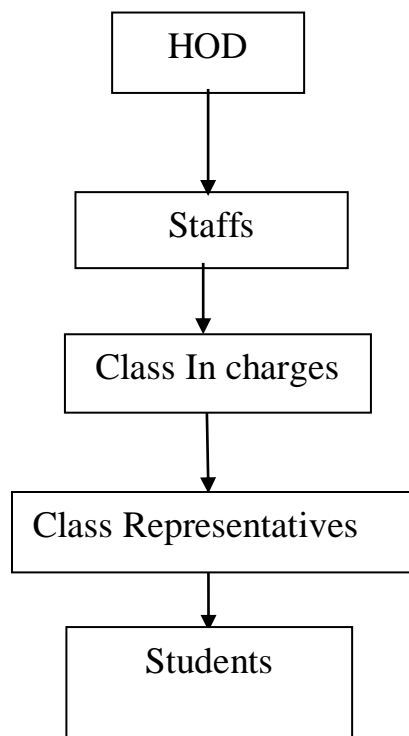 HOD
Staffs
Class In charges
Class Representatives
Students